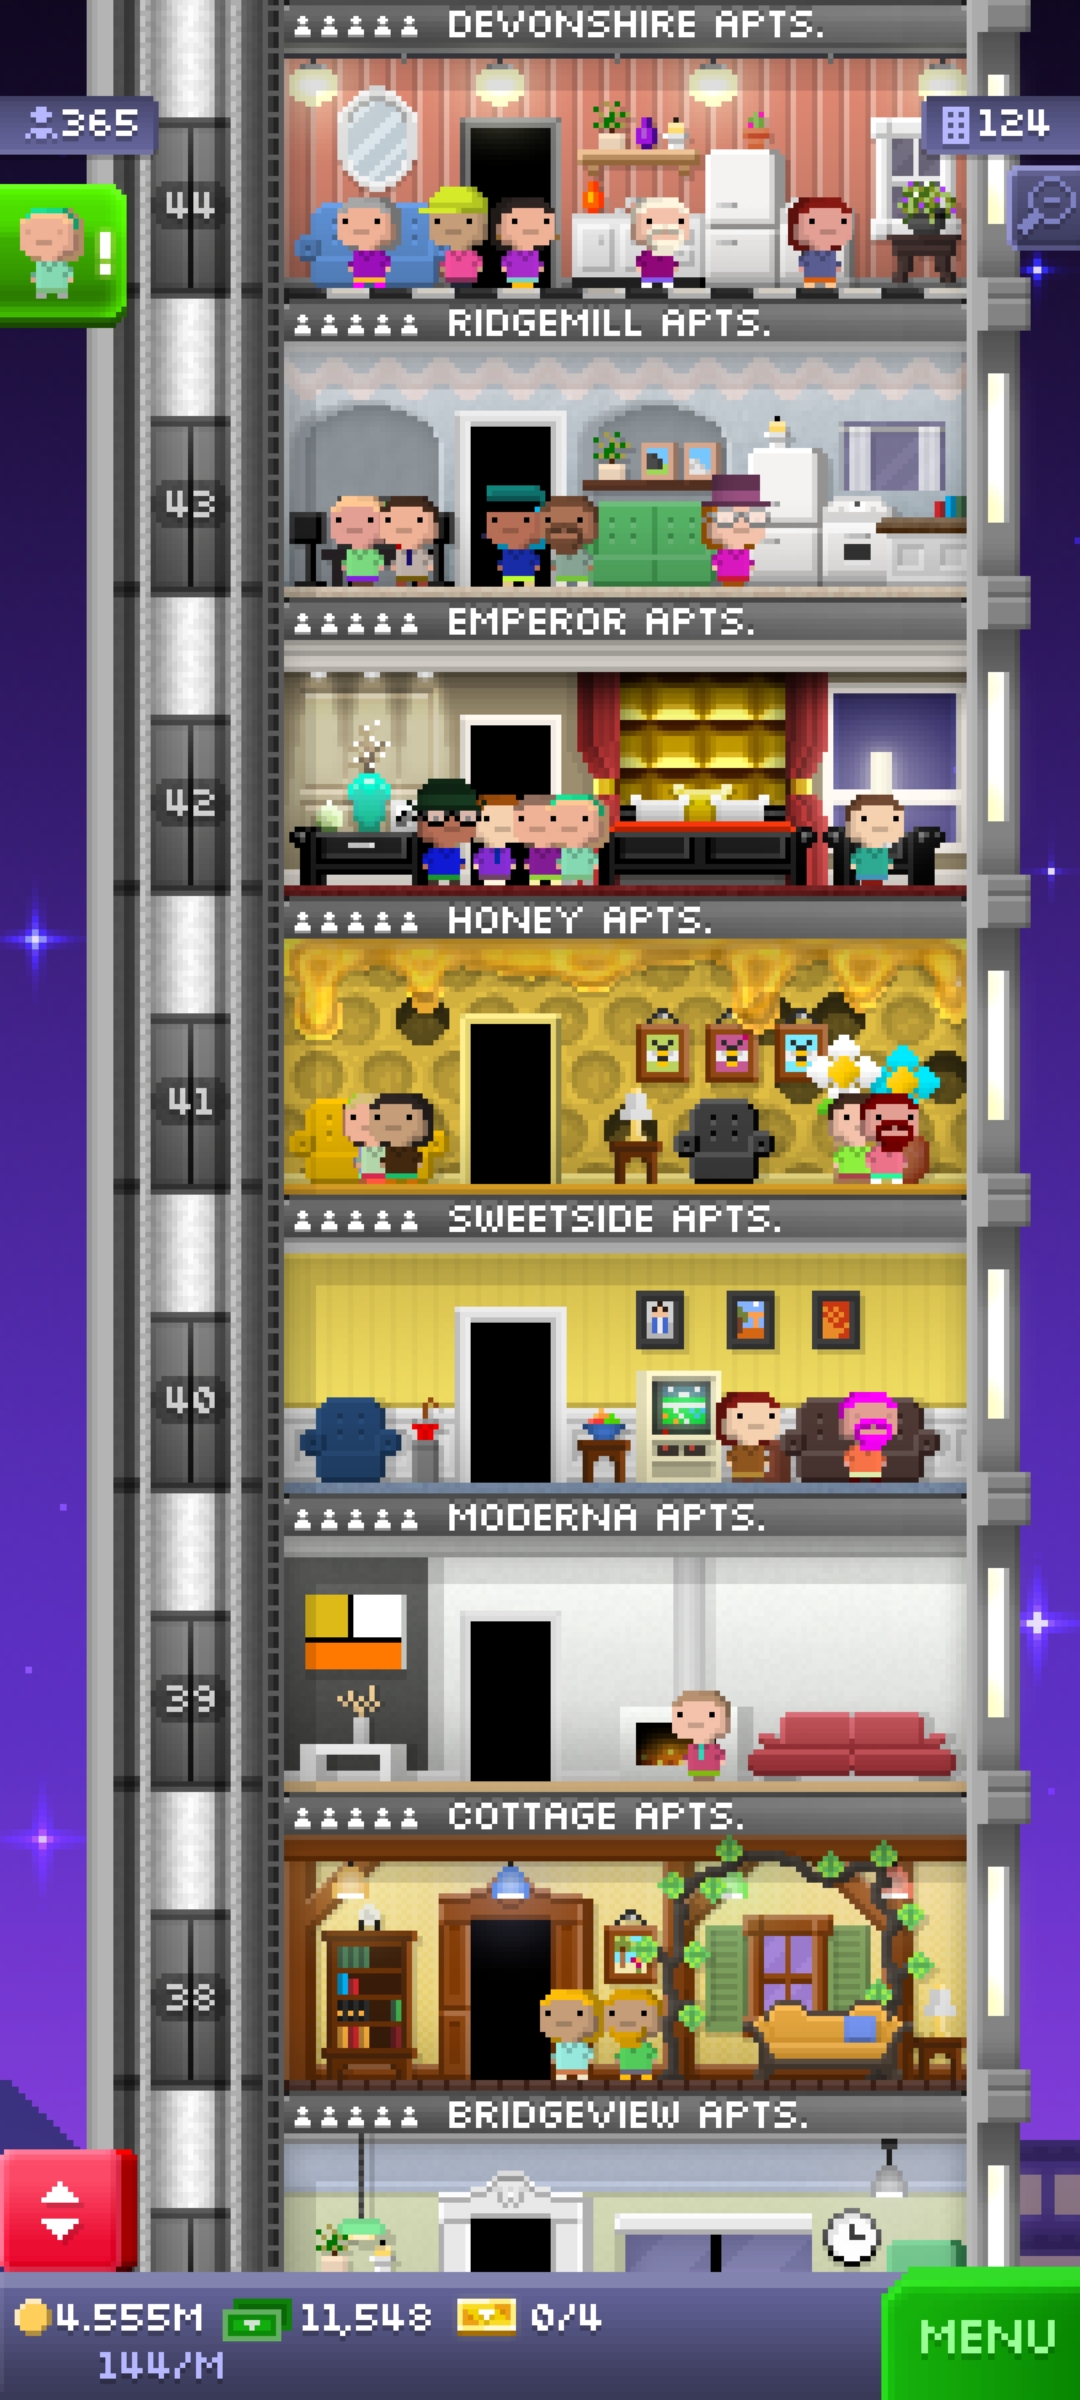 DEVONSHIRE APTS.
365
124
44
!
RIDGEMILL APTS.
43
EMPEROR APTS.
42
HONEY APTS.
41
SWEETSIDE APTS.
40
MODERNA APTS.
39
COTTAGE APTS.
38
BRIDGEVIEW APTS.
4.555M
11,548
0/4
144/M
MENU